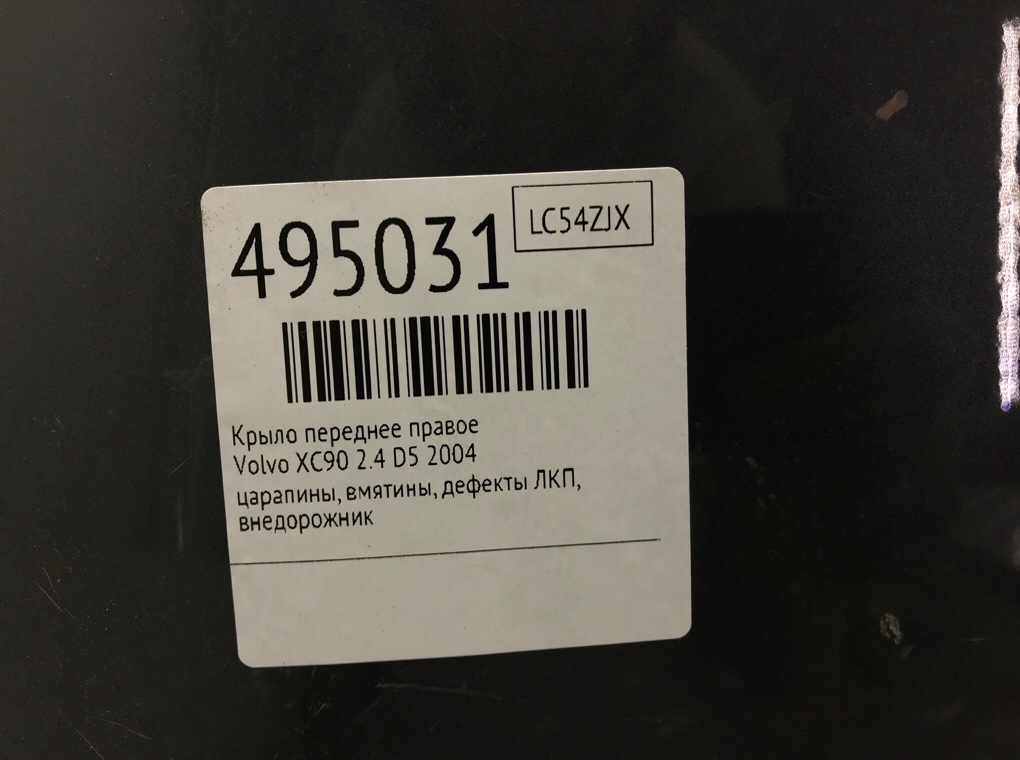 495031
LC54ZJX
Крыло переднее правое
Volvo XC90 2.4 D5 2004
царапины, вмятины, дефекты ЛКП,
внедорожник